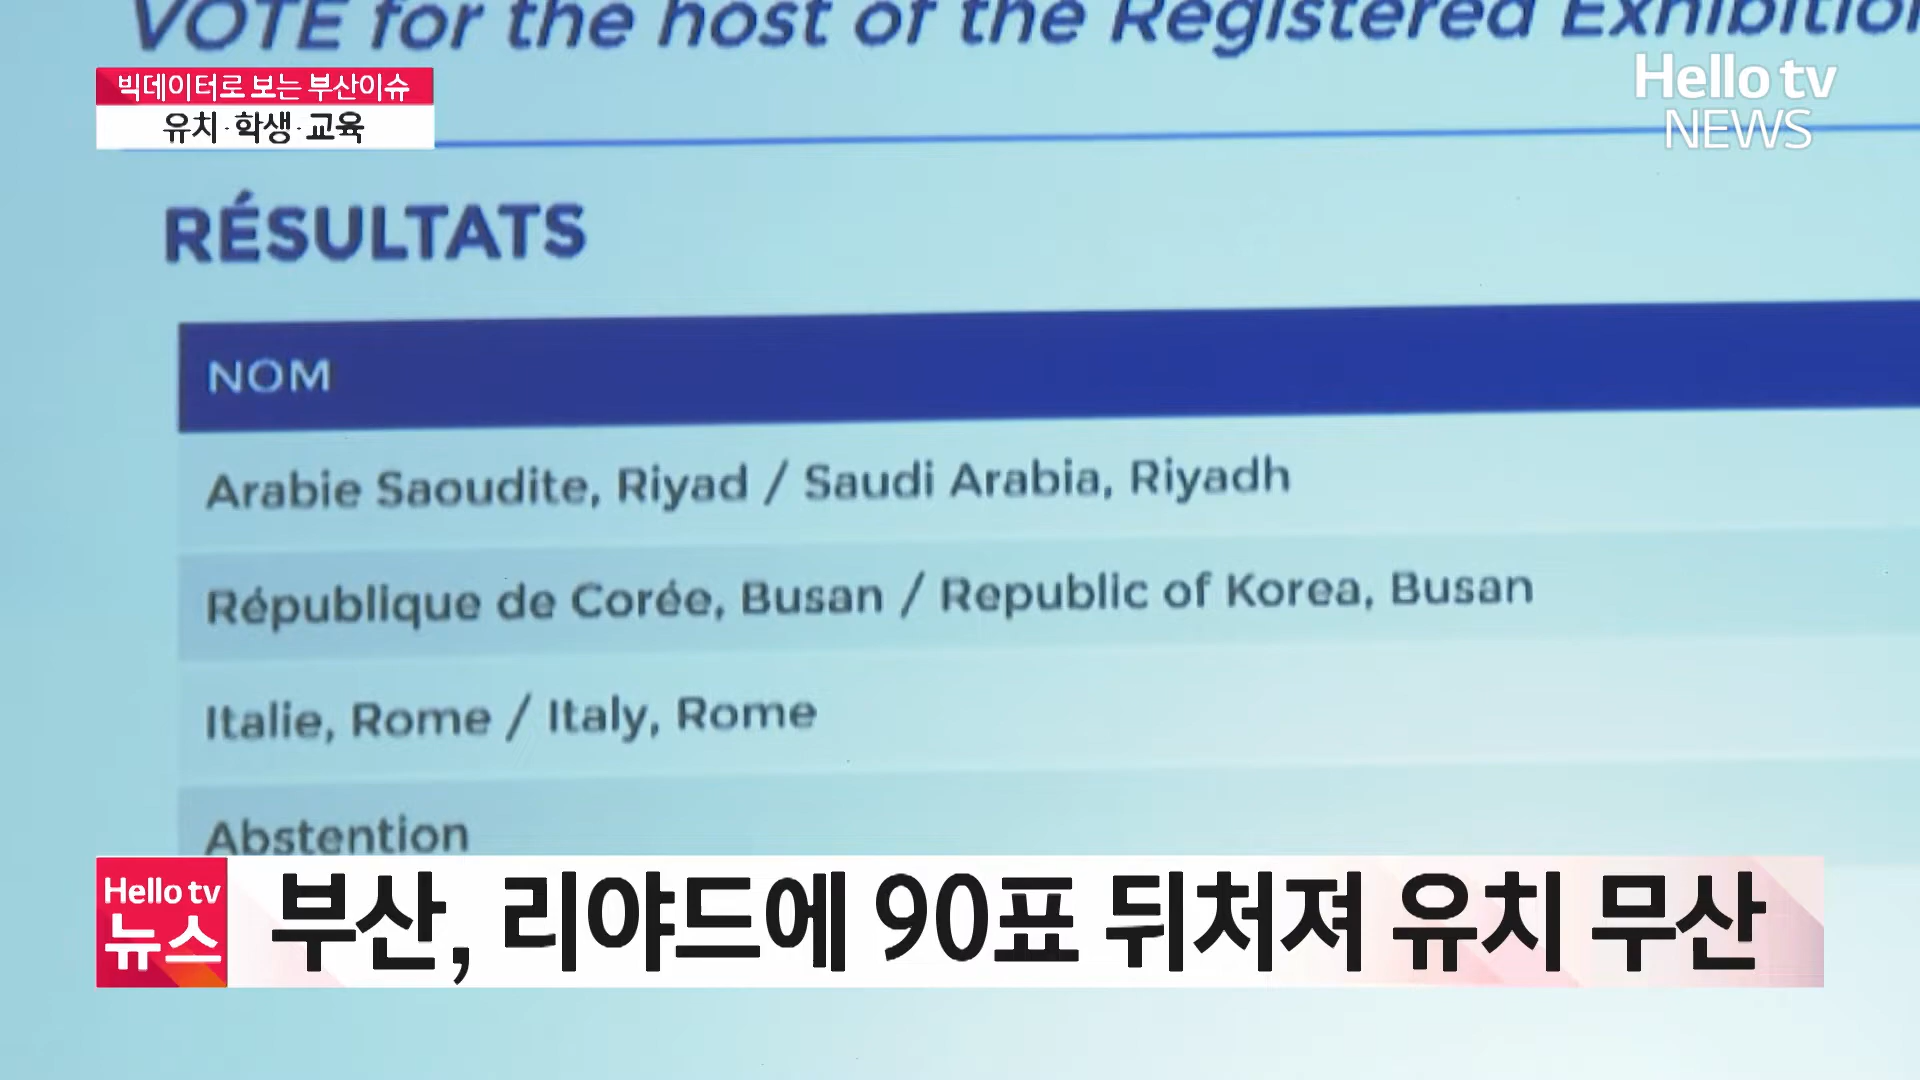 VOTE for the host of the Registered Exhibition
빅데이터로 보는 부산이슈
유치·학생·교육
Hello tv
NEWS
RÉSULTATS
NOM
Arabie Saoudite, Riyad / Saudi Arabia, Riyadh
République de Corée, Busan / Republic of Korea, Busan
Italie, Rome / Italy, Rome
Abstention
Hello tv
뉴스
부산, 리야드에 90표 뒤처져 유치 무산